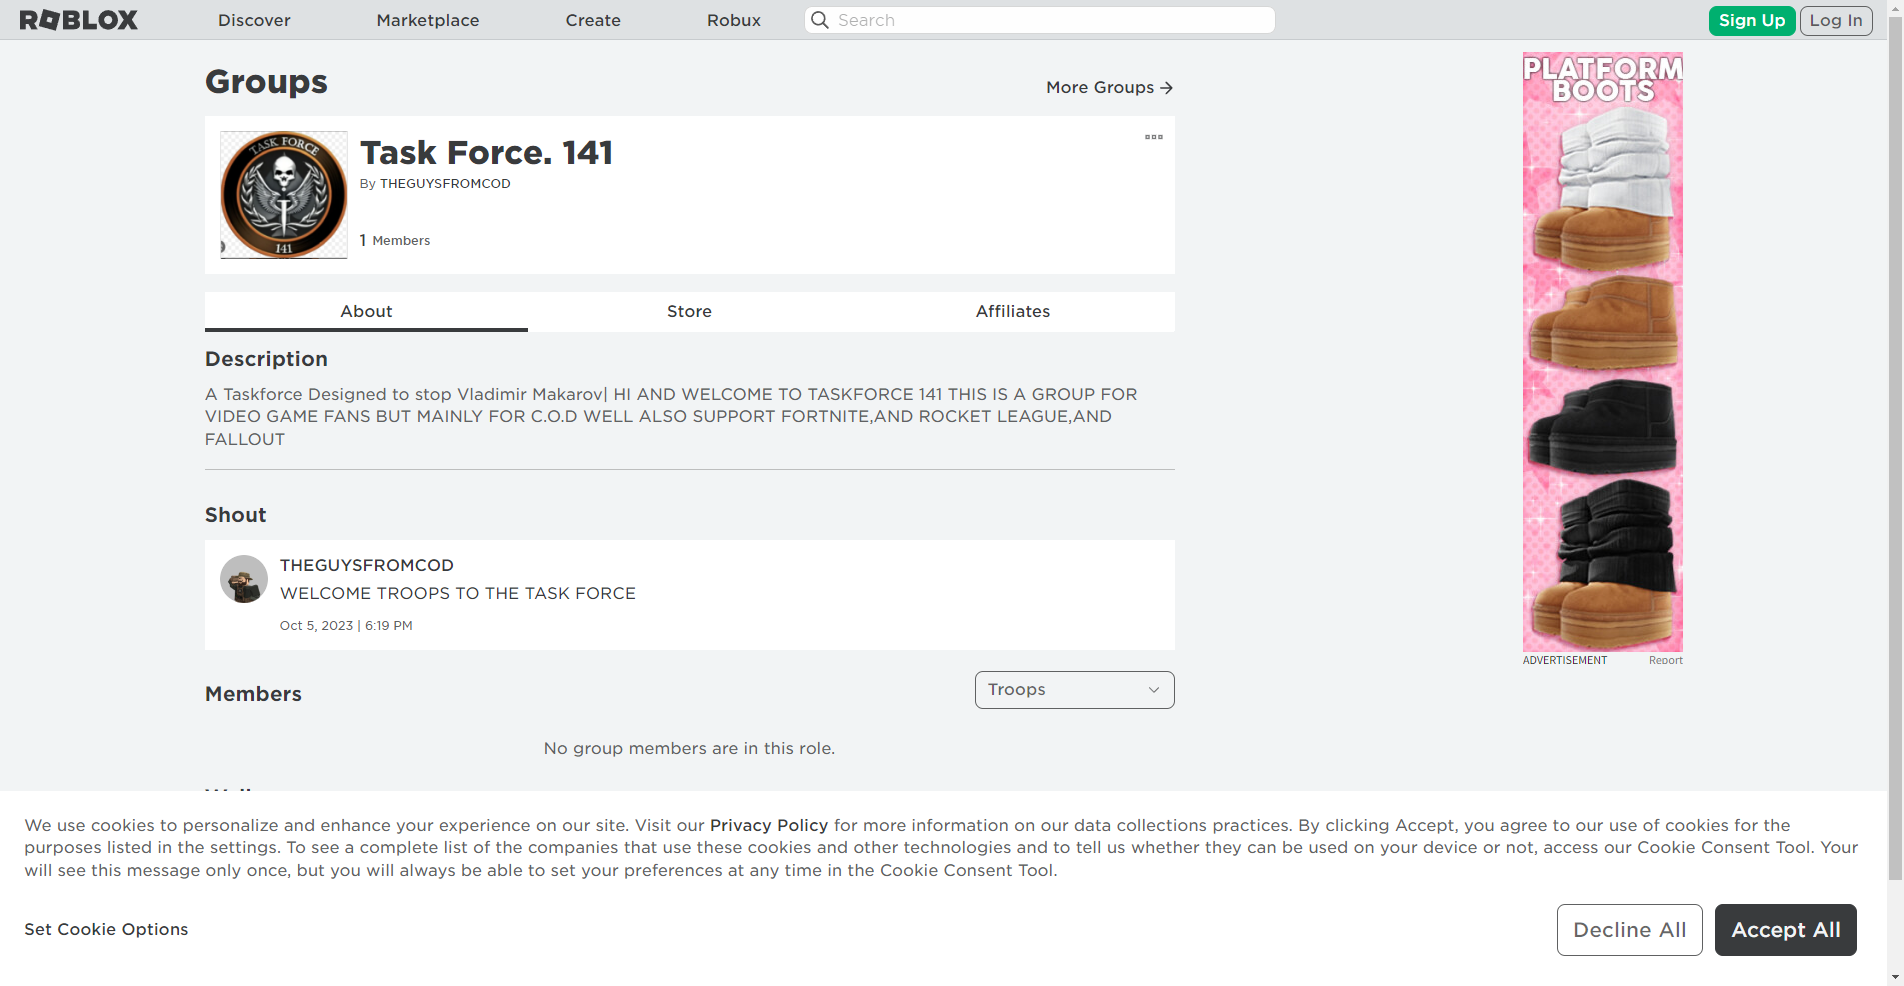 ROBLOX
Discover
Marketplace
Create
Robux
Search
Sign Up
Log In
Groups
More Groups
TASK FORCE
141
Task Force. 141
By THEGUYSFROMCOD
1 Members
About
Store
Affiliates
Description
A Taskforce Designed to stop Vladimir Makarov| HI AND WELCOME TO TASKFORCE 141 THIS IS A GROUP FOR
VIDEO GAME FANS BUT MAINLY FOR C.O.D WELL ALSO SUPPORT FORTNITE,AND ROCKET LEAGUE,AND
FALLOUT
Shout
THEGUYSFROMCOD
WELCOME TROOPS TO THE TASK FORCE
Oct 5, 2023 | 6:19 PM
Members
Troops
No group members are in this role.
PLATFORM
BOOTS
ADVERTISEMENT
Report
We use cookies to personalize and enhance your experience on our site. Visit our Privacy Policy for more information on our data collections practices. By clicking Accept, you agree to our use of cookies for the
purposes listed in the settings. To see a complete list of the companies that use these cookies and other technologies and to tell us whether they can be used on your device or not, access our Cookie Consent Tool. Your
will see this message only once, but you will always be able to set your preferences at any time in the Cookie Consent Tool.
Set Cookie Options
Decline All
Accept All